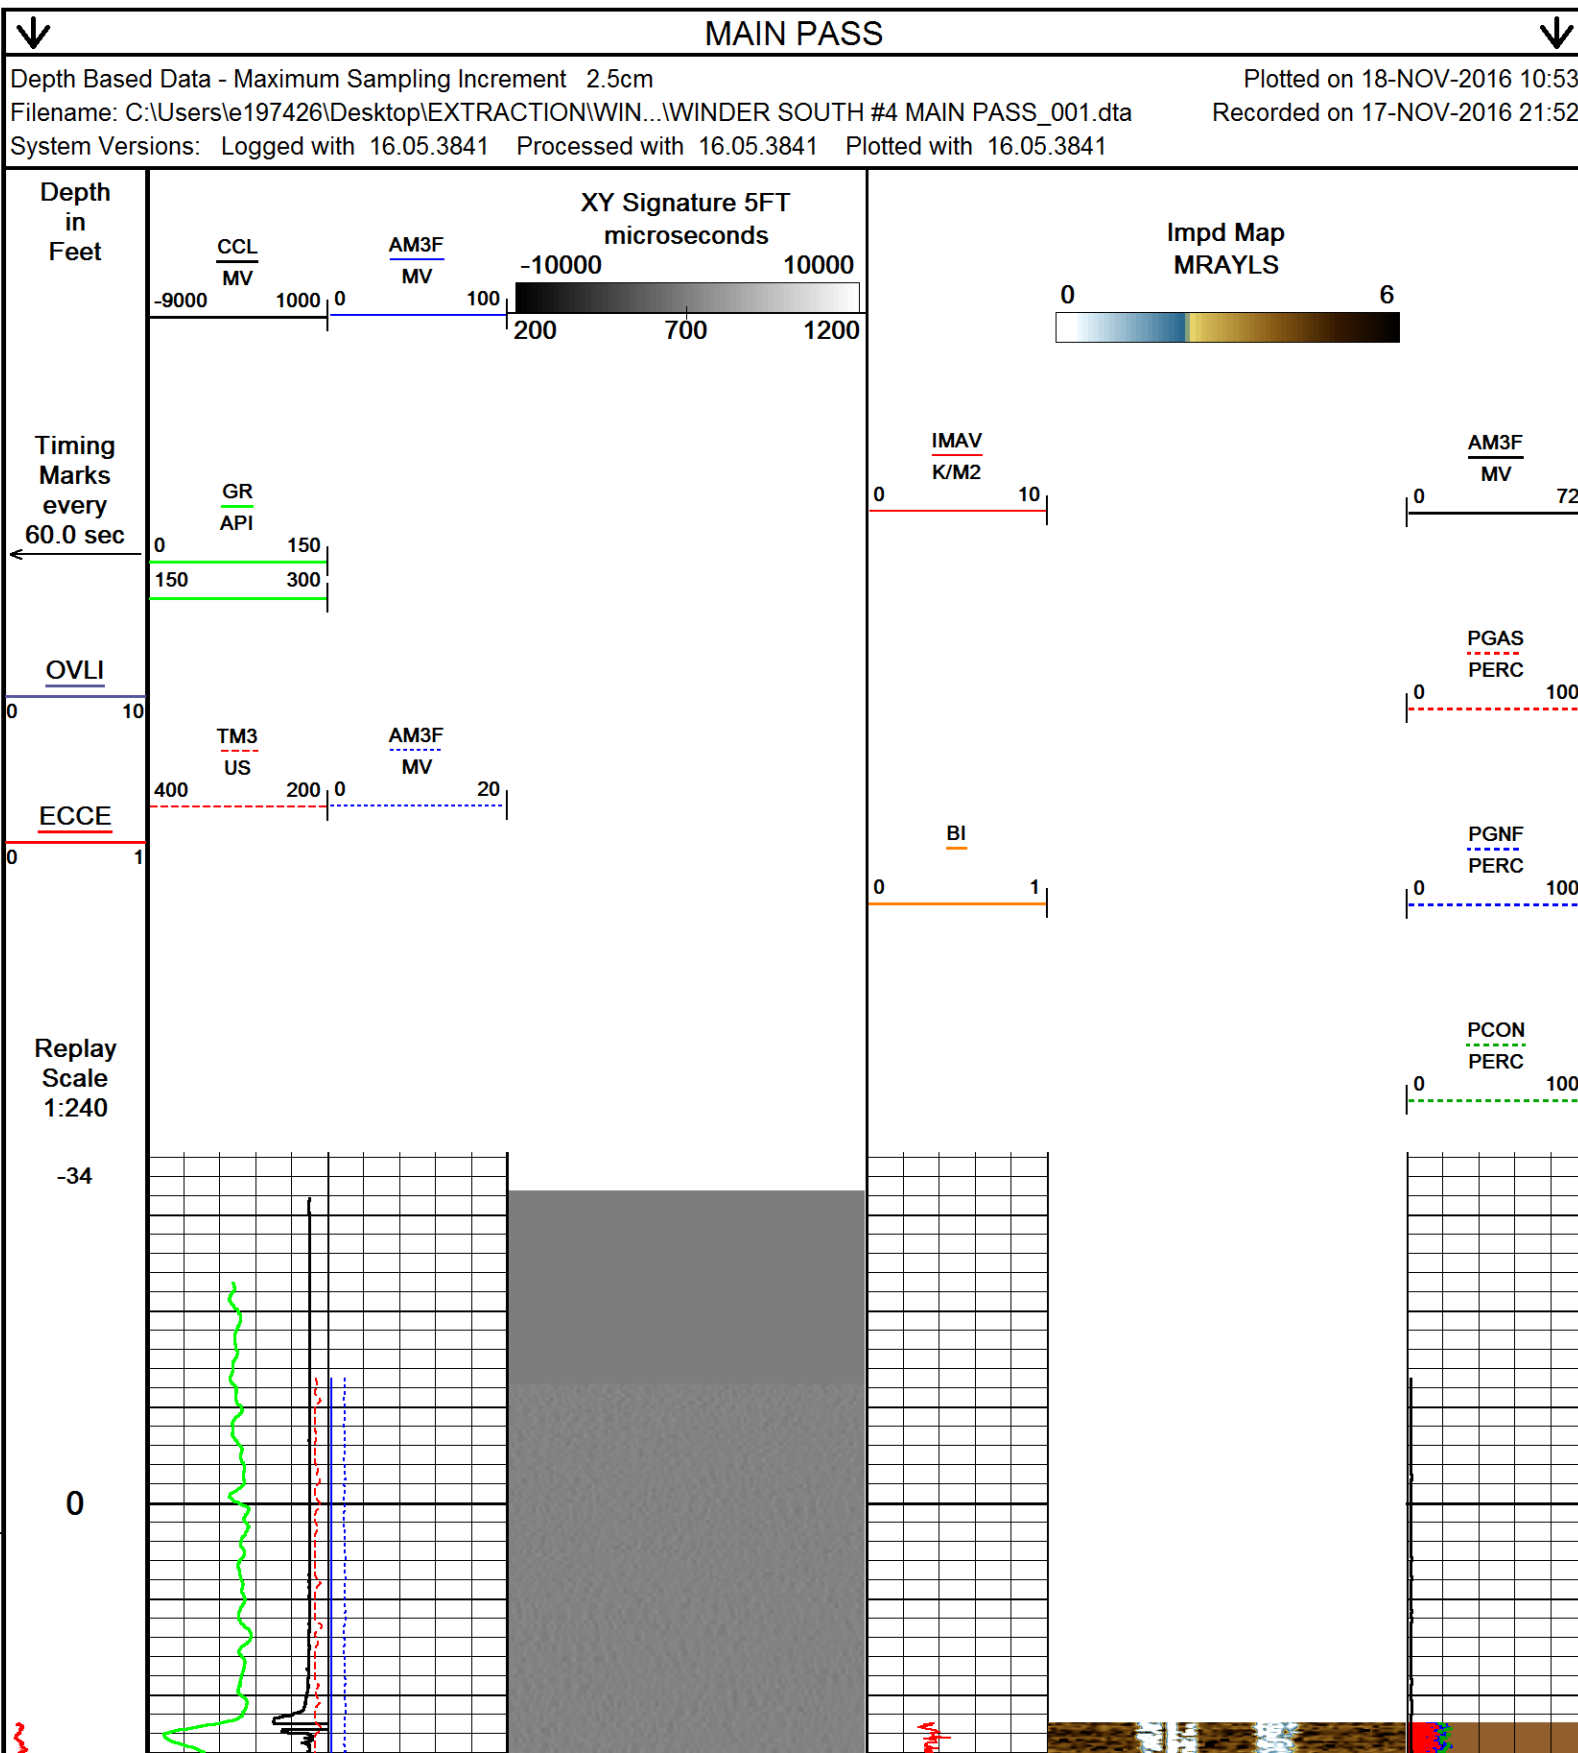 MAIN PASS
Depth Based Data - Maximum Sampling Increment 2.5cm
Plotted on 18-NOV-2016 10:53
Filename: C:\Users\e197426\Desktop\EXTRACTION\WIN...\WINDER SOUTH #4 MAIN PASS_001.dta
Recorded on 17-NOV-2016 21:52
System Versions: Logged with 16.05.3841 Processed with 16.05.3841 Plotted with 16.05.3841
Depth
in
Feet
Timing
Marks
every
60.0 sec
OVLI
0 10
ECCE
0 1
Replay
Scale
1:240
-34
0
CCL
MV
-9000 1000
GR
API
0 150
150 300
TM3
US
400 200
AM3F
MV
0 100
AM3F
MV
0 20
XY Signature 5FT
microseconds
-10000 10000
200 700 1200
IMAV
K/M2
0 10
BI
0 1
Impd Map
MRAYLS
0 6
AM3F
MV
0 72
PGAS
PERC
0 100
PGNF
PERC
0 100
PCON
PERC
0 100